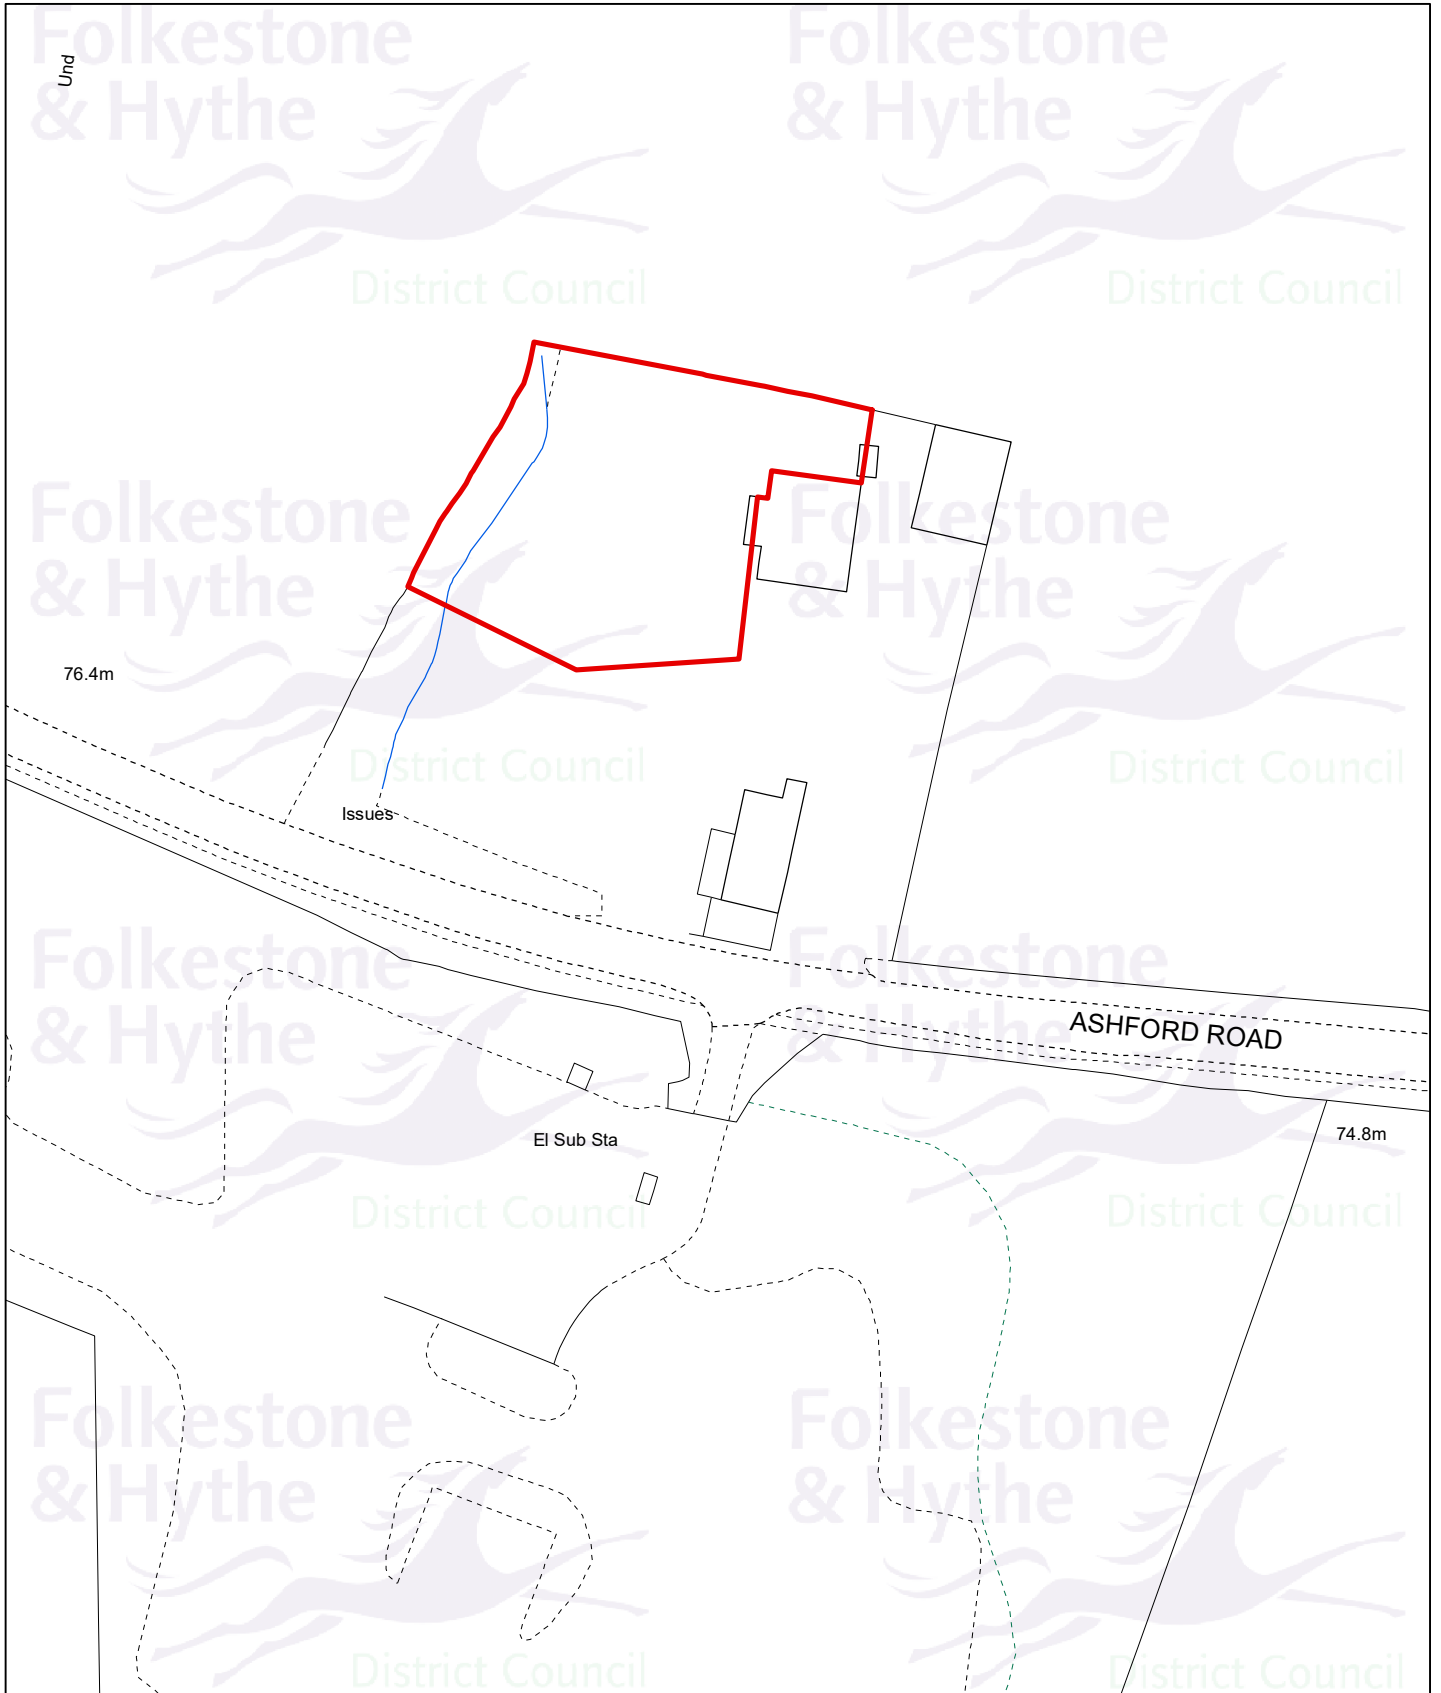 Folkestone
& Hythe
District Council
Folkestone
& Hythe
District Council
Und
Folkestone
& Hythe
District Council
Folkestone
& Hythe
District Council
76.4m
Issues
Folkestone
& Hythe
District Council
Folkestone
& Hythe
District Council
ASHFORD ROAD
El Sub Sta
74.8m
Folkestone
& Hythe
District Council
Folkestone
& Hythe
District Council